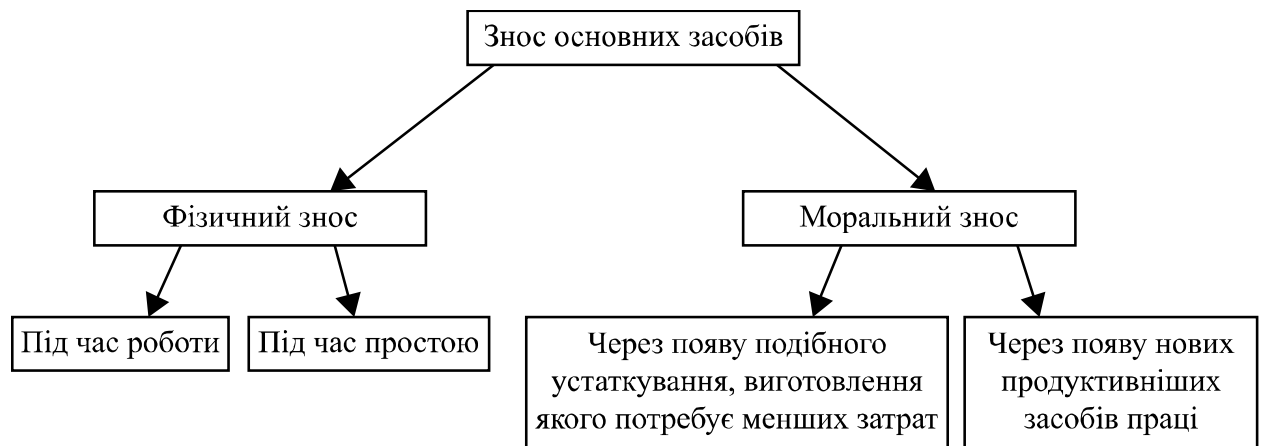 Знос основних засобів
Фізичний знос
Моральний знос
Під час роботи
Під час простою
Через появу подібного
устаткування, виготовлення
якого потребує менших затрат
Через появу нових
продуктивніших
засобів праці